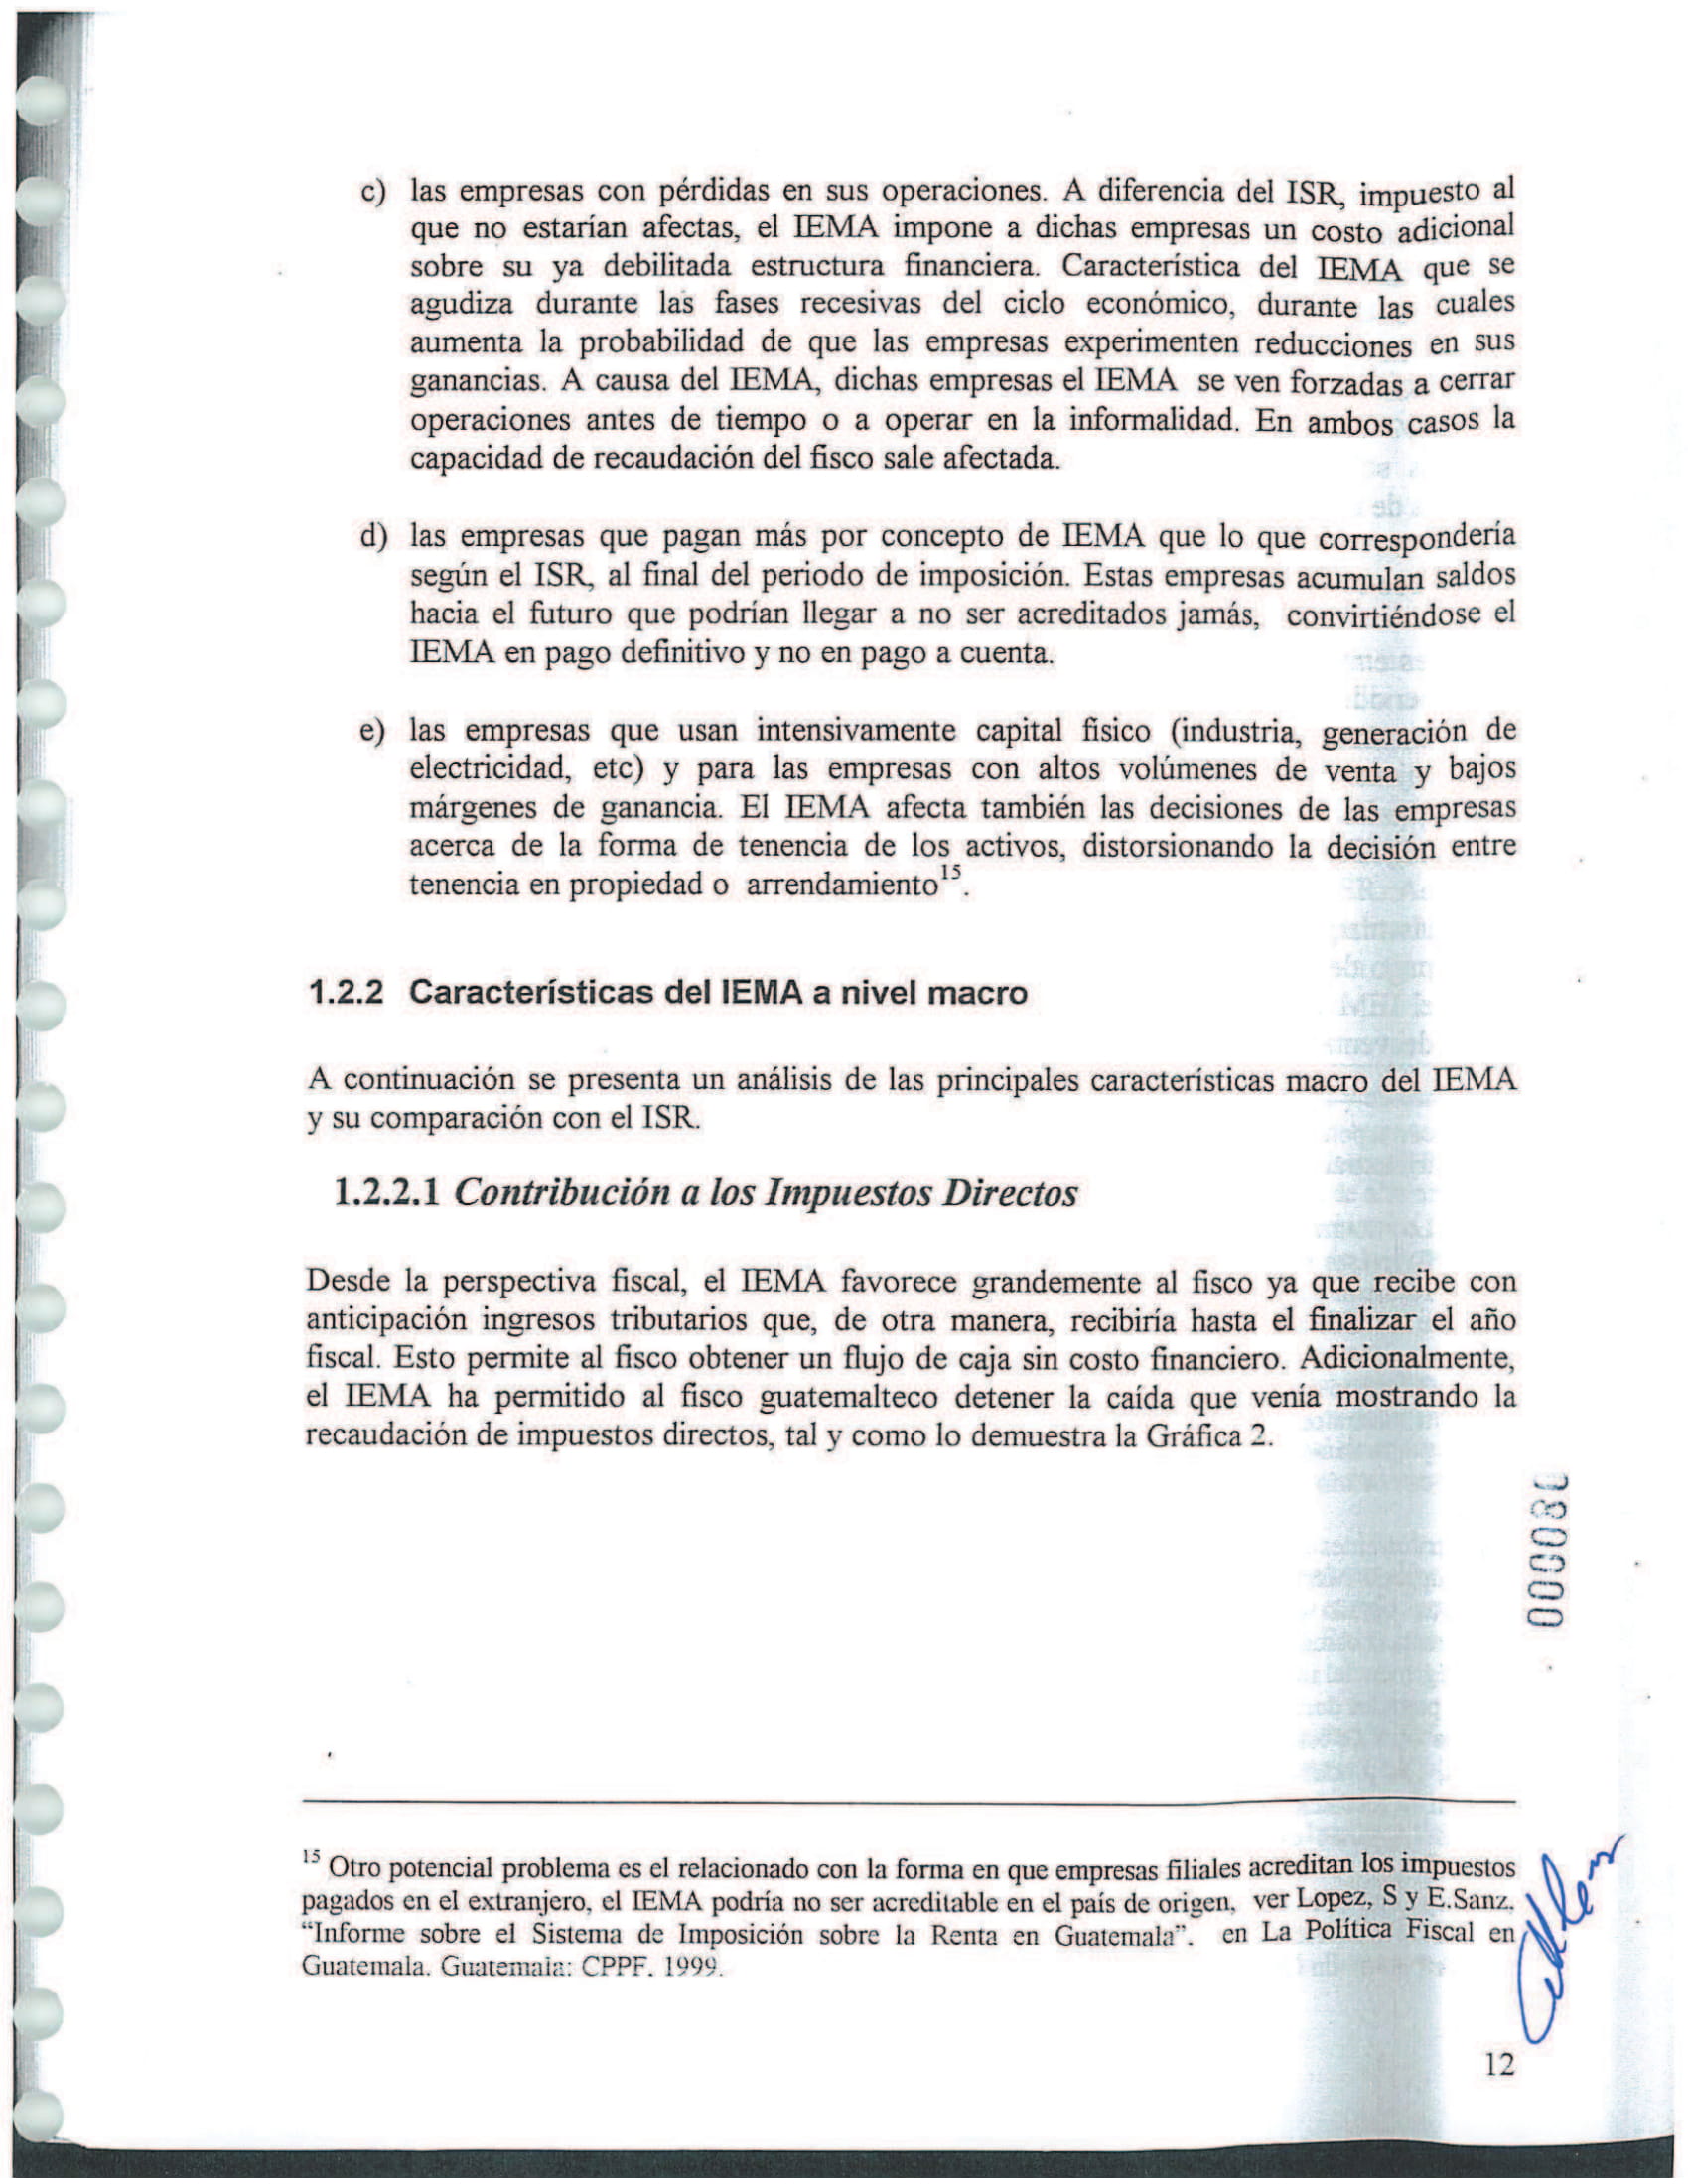 c) las empresas con pérdidas en sus operaciones. A diferencia del ISR, impuesto al
que no estarían afectas, el IEMA impone a dichas empresas un costo adicional
sobre su ya debilitada estructura financiera. Característica del IEMA que se
agudiza durante las fases recesivas del ciclo económico, durante las cuales
aumenta la probabilidad de que las empresas experimenten reducciones en sus
ganancias. A causa del IEMA, dichas empresas el IEMA se ven forzadas a cerrar
operaciones antes de tiempo o a operar en la informalidad. En ambos casos la
capacidad de recaudación del fisco sale afectada.
d) las empresas que pagan más por concepto de IEMA que lo que correspondería
según el ISR, al final del periodo de imposición. Estas empresas acumulan saldos
hacia el futuro que podrían llegar a no ser acreditados jamás, convirtiéndose el
IEMA en pago definitivo y no en pago a cuenta.
e) las empresas que usan intensivamente capital físico (industria, generación de
electricidad, etc) y para las empresas con altos volúmenes de venta y bajos
márgenes de ganancia. El IEMA afecta también las decisiones de las empresas
acerca de la forma de tenencia de los activos, distorsionando la decisión entre
tenencia en propiedad o arrendamiento15.
1.2.2 Características del IEMA a nivel macro
A continuación se presenta un análisis de las principales características macro del IEMA
y su comparación con el ISR.
1.2.2.1 Contribución a los Impuestos Directos
Desde la perspectiva fiscal, el IEMA favorece grandemente al fisco ya que recibe con
anticipación ingresos tributarios que, de otra manera, recibiría hasta el finalizar el año
fiscal. Esto permite al fisco obtener un flujo de caja sin costo financiero. Adicionalmente,
el IEMA ha permitido al fisco guatemalteco detener la caída que venía mostrando la
recaudación de impuestos directos, tal y como lo demuestra la Gráfica 2.
15 Otro potencial problema es el relacionado con la forma en que empresas filiales acreditan los impuestos
pagados en el extranjero, el IEMA podría no ser acreditable en el país de origen, ver Lopez, S y E.Sanz.
“Informe sobre el Sistema de Imposición sobre la Renta en Guatemala”. en La Política Fiscal en
Guatemala. Guatemala: CPPF. 1999.
12